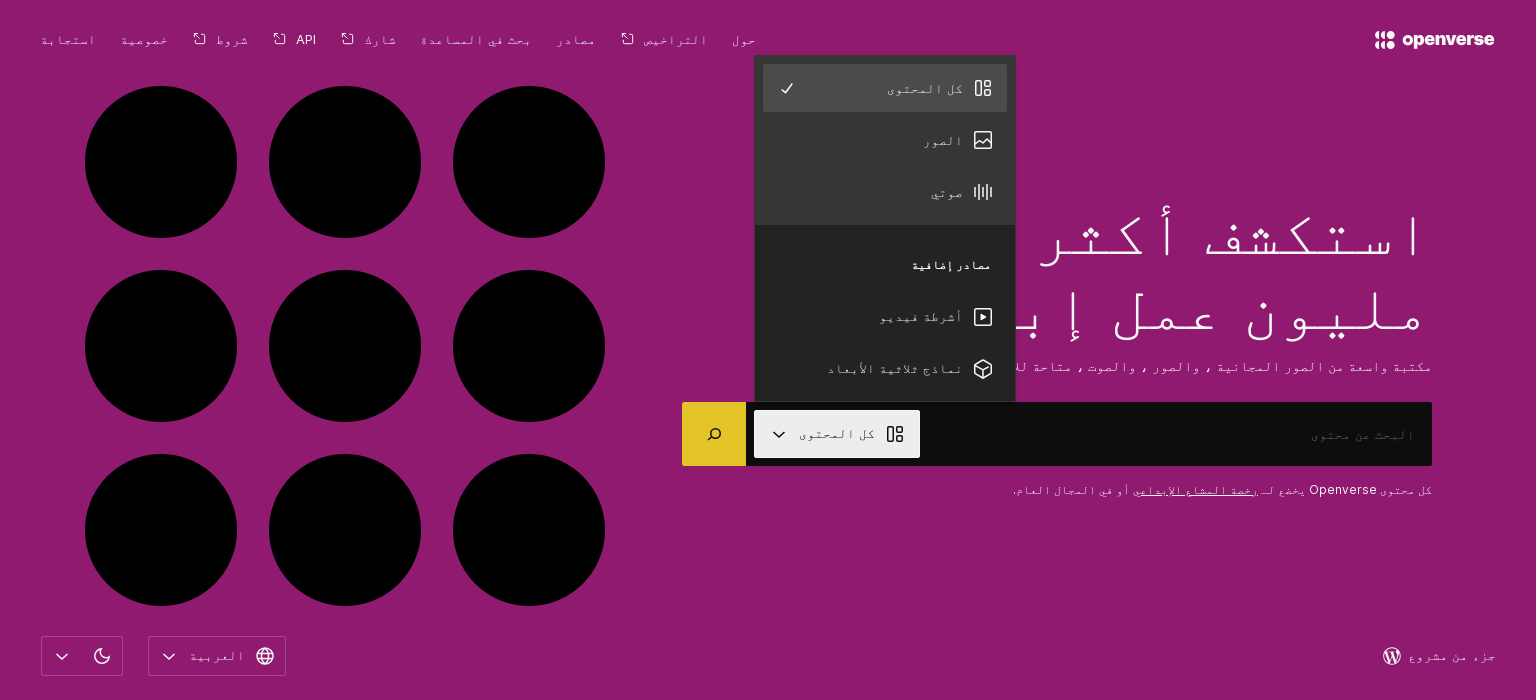 openverse
حول
التراخيص
مصادر
بحث في المساعدة
شارك
API
شروط
خصوصية
استجابة
كل المحتوى
الصور
صوتي
مصادر إضافية
أشرطة فيديو
نماذج ثلاثية الأبعاد
استكشف أكثر
مليون عمل
مكتبة واسعة من الصور المجانية ، والصور ، والصوت ، متاحة
البحث عن محتوى
كل المحتوى
كل محتوى Openverse يخضع لـ رخصة المشاع الإبداعي أو في المجال العام.
جزء من مشروع
العربية